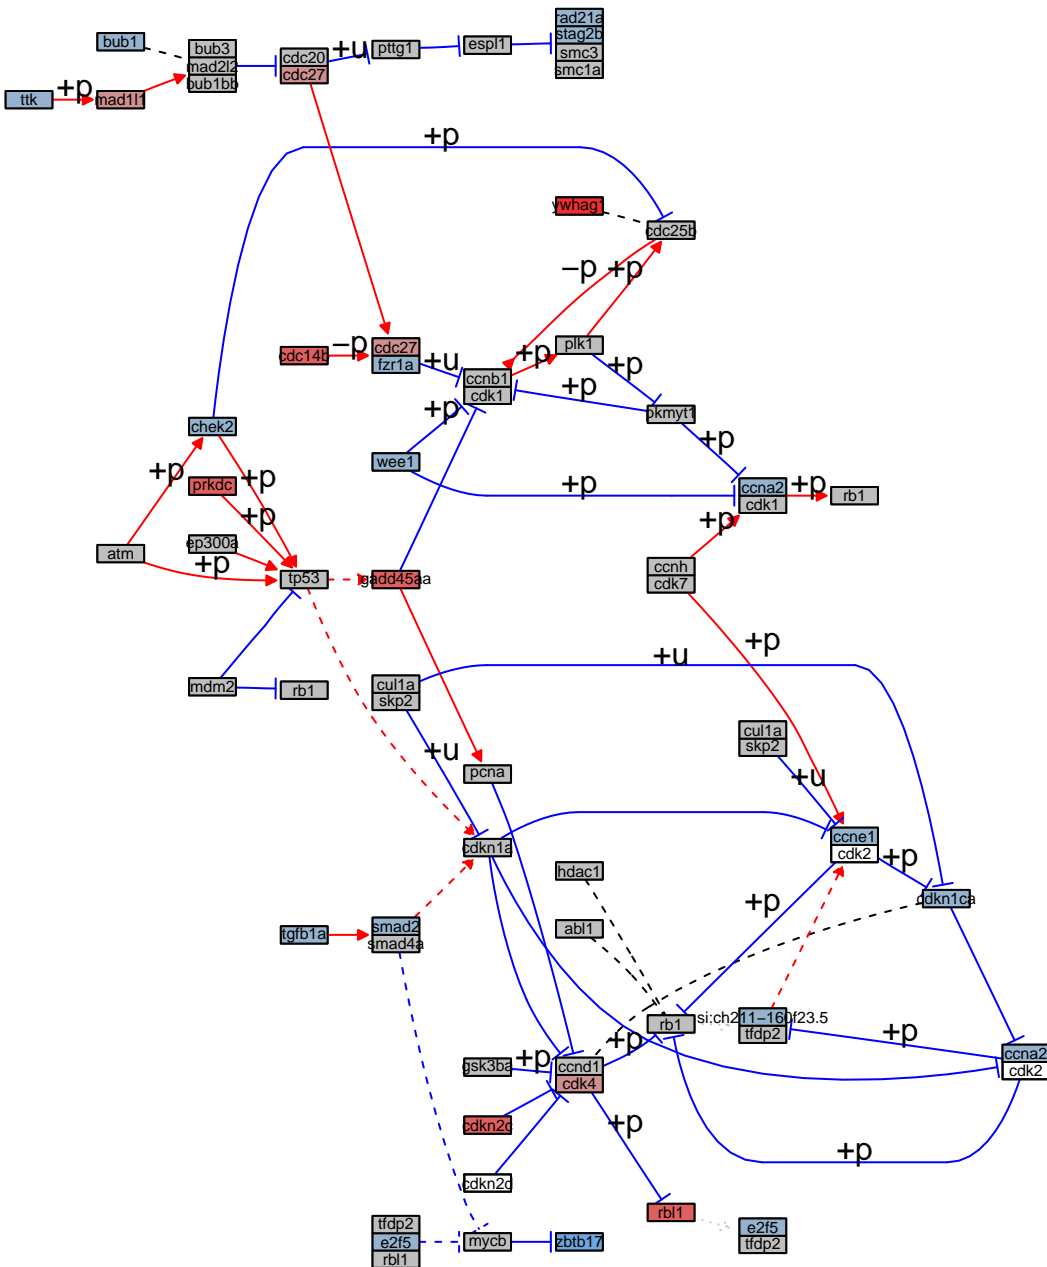 rad21a
stag2b
smc3
smc1a
bub1
bub3
mad2l2
bub1bb
cdc20
cdc27
+u
pttg1
espl1
ttk
+p
mad1l1
+p
ywhag1
cdc25b
−p
+p
cdc14b
−p
cdc27
fzr1a
+u
ccnb1
cdk1
+p
plk1
+p
+p
pkmyt1
+p
chek2
+p
wee1
+p
+p
prkdc
+p
+p
ccna2
cdk1
+p
rb1
+p
atm
ep300a
+p
tp53
gadd45aa
ccnh
cdk7
+p
mdm2
rb1
cul1a
skp2
+u
+u
pcna
cul1a
skp2
+u
cdkn1a
ccne1
cdk2
+p
hdac1
cdkn1ca
+p
abl1
tgfb1a
smad2
smad4a
rb1
si:ch211−160f23.5
tfdp2
+p
+p
ccna2
cdk2
gsk3ba
+p
ccnd1
cdk4
cdkn2c
+p
+p
cdkn2d
rbl1
tfdp2
e2f5
rbl1
mycb
zbtb17
e2f5
tfdp2